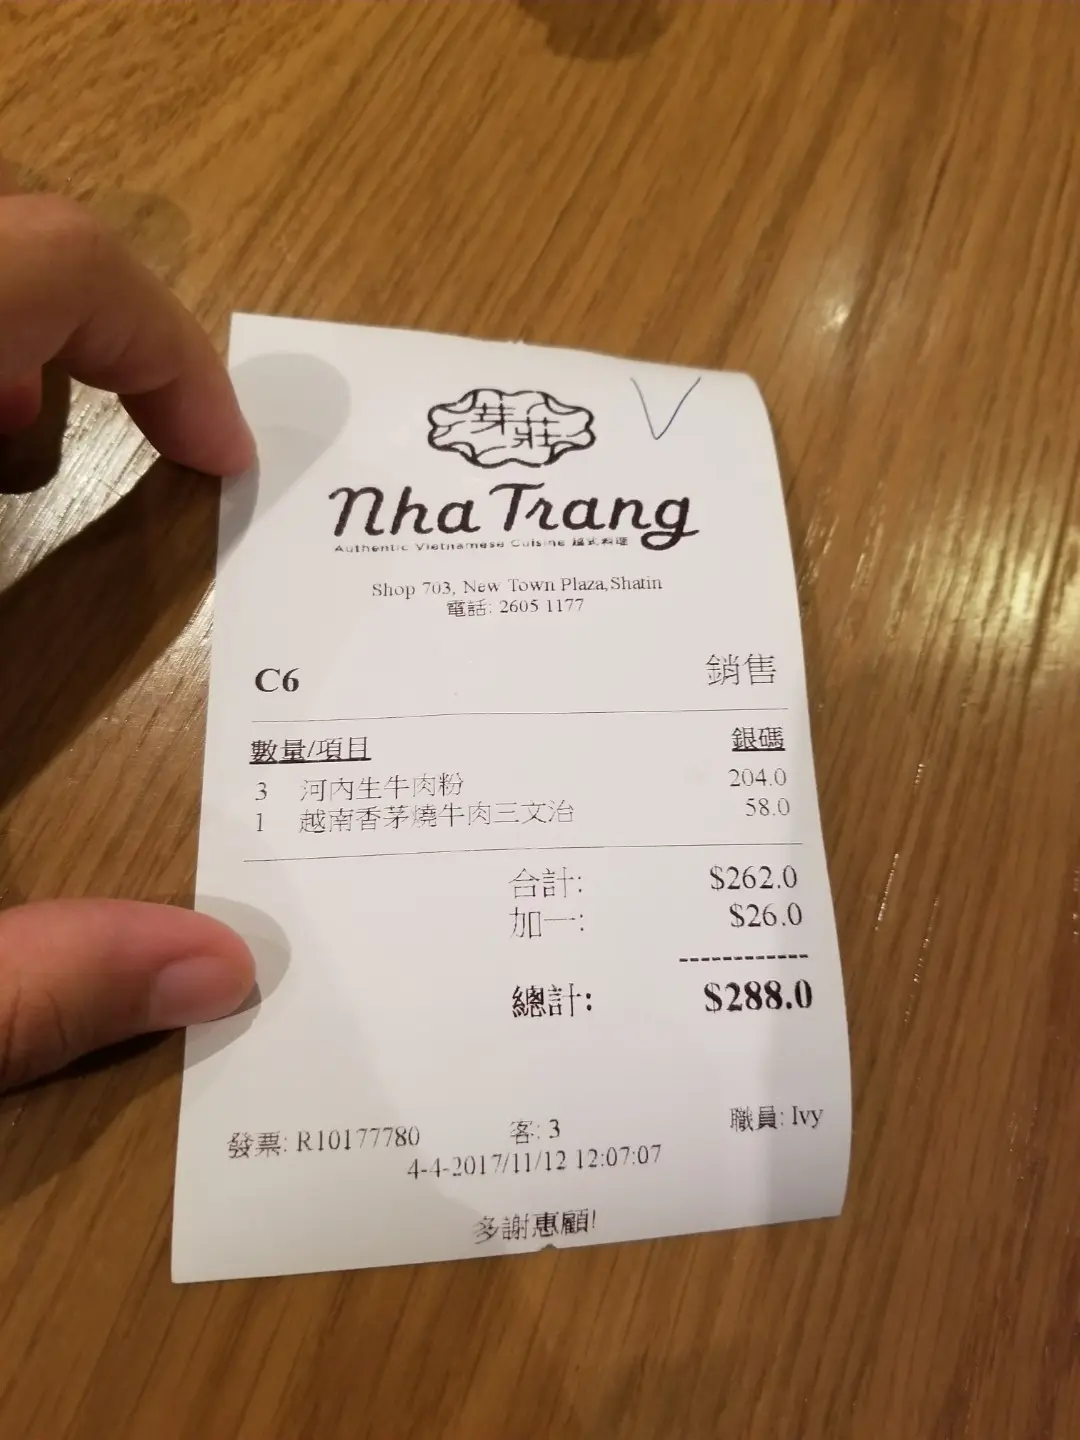 芽莊
Nha Trang
Authentic Vietnamese Cuisine 越式料理
Shop 703, New Town Plaza,Shatin
電話: 2605 1177
C6 銷售
數量/項目 銀碼
3 河內生牛肉粉 204.0
1 越南香茅燒牛肉三文治 58.0
合計: $262.0
加一: $26.0
------------
總計: $288.0
發票: R10177780 客: 3 職員: Ivy
4-4-2017/11/12 12:07:07
多謝惠顧!